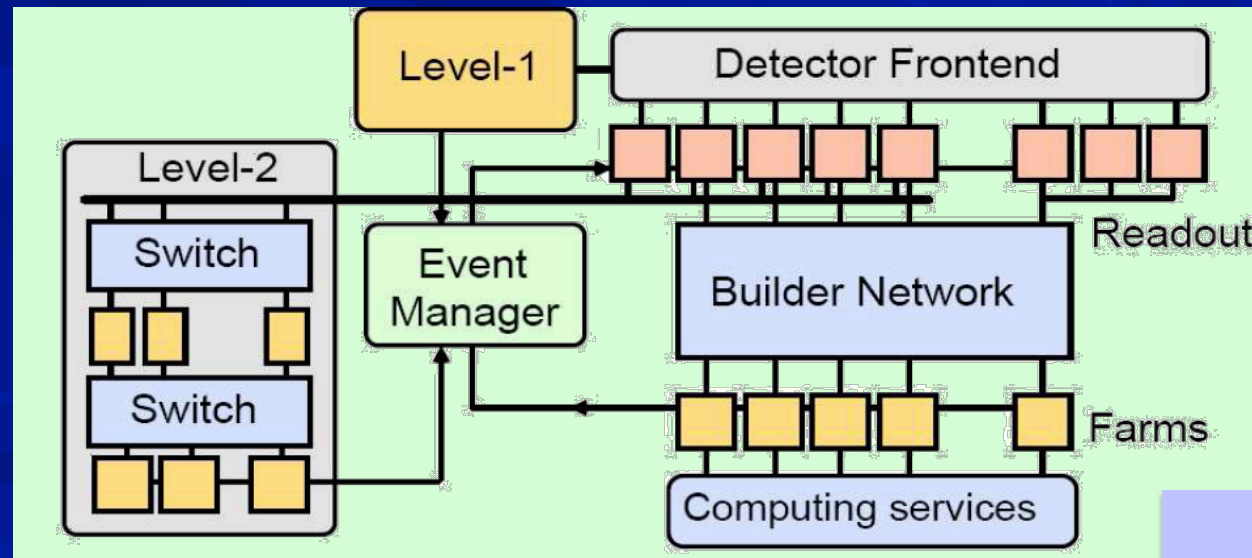 Level-1
Detector Frontend
Level-2
Switch
Event
Manager
Builder Network
Readout
Switch
Farms
Computing services